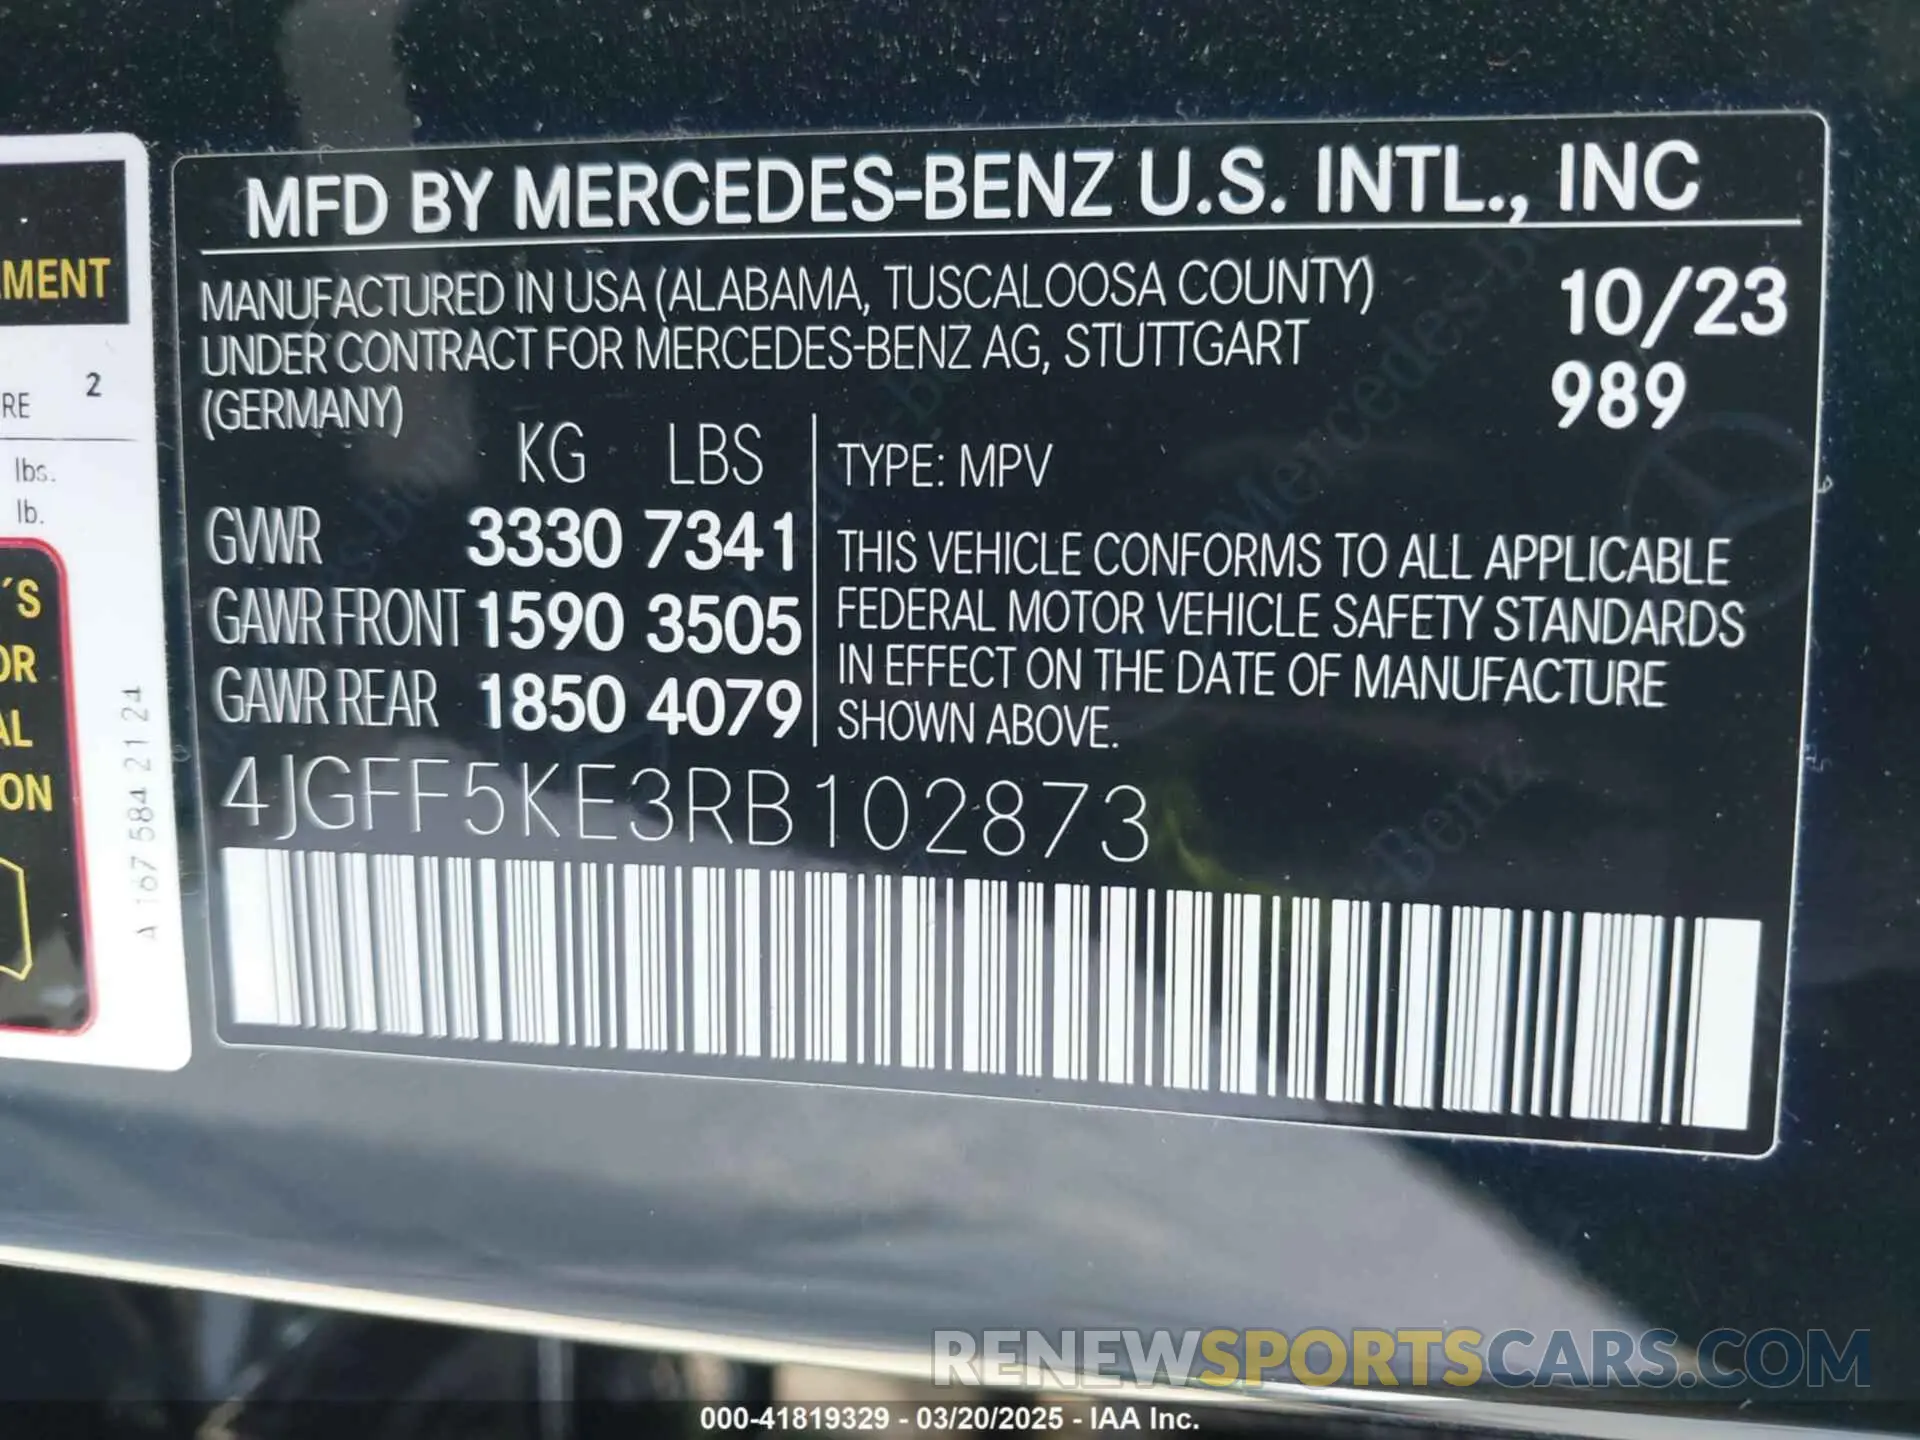 MFD BY MERCEDES-BENZ U.S. INTL., INC
MANUFACTURED IN USA (ALABAMA, TUSCALOOSA COUNTY)
UNDER CONTRACT FOR MERCEDES-BENZ AG, STUTTGART
(GERMANY)
10/23
989
KG LBS
GVWR 3330 7341
GAWR FRONT 1590 3505
GAWR REAR 1850 4079
TYPE: MPV
THIS VEHICLE CONFORMS TO ALL APPLICABLE
FEDERAL MOTOR VEHICLE SAFETY STANDARDS
IN EFFECT ON THE DATE OF MANUFACTURE
SHOWN ABOVE.
4JGFF5KE3RB102873
MENT
RE 2
lbs.
lb.
´S
OR
AL
ON
A 167 584 21 24
RENEWSPORTSCARS.COM
000-41819329 - 03/20/2025 - IAA Inc.